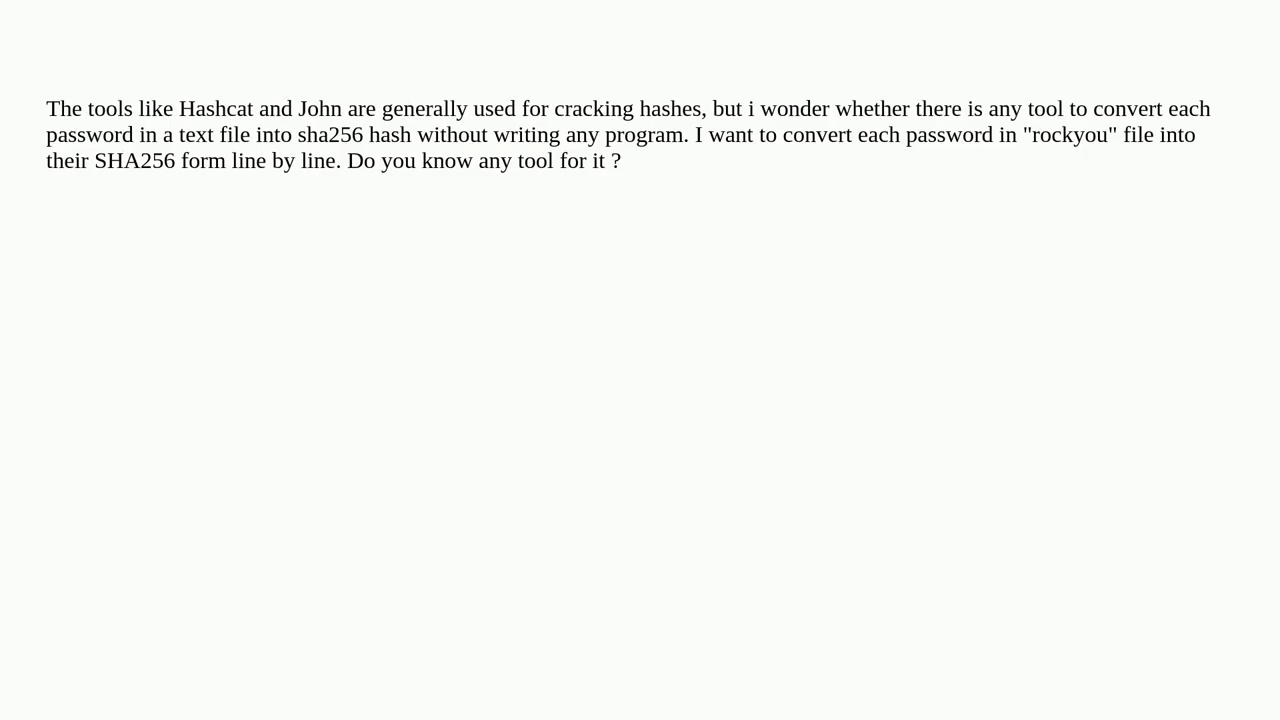 The tools like Hashcat and John are generally used for cracking hashes, but i wonder whether there is any tool to convert each
password in a text file into sha256 hash without writing any program. I want to convert each password in "rockyou" file into
their SHA256 form line by line. Do you know any tool for it ?